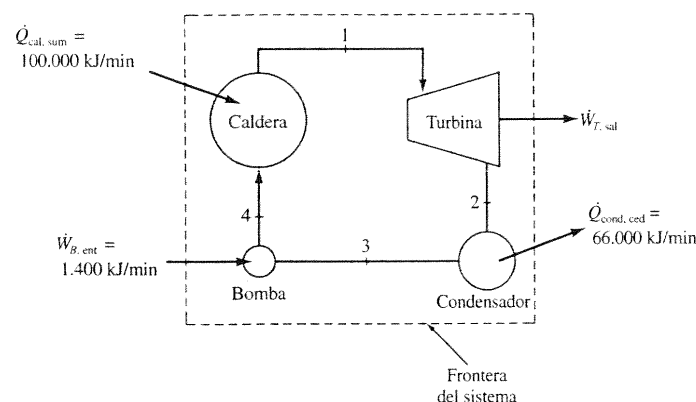 Q̇cal, sum =
100.000 kJ/min
1
Caldera
Turbina
ẆT, sal
4
2
Q̇cond, ced =
66.000 kJ/min
ẆB, ent =
1.400 kJ/min
3
Bomba
Condensador
Frontera
del sistema